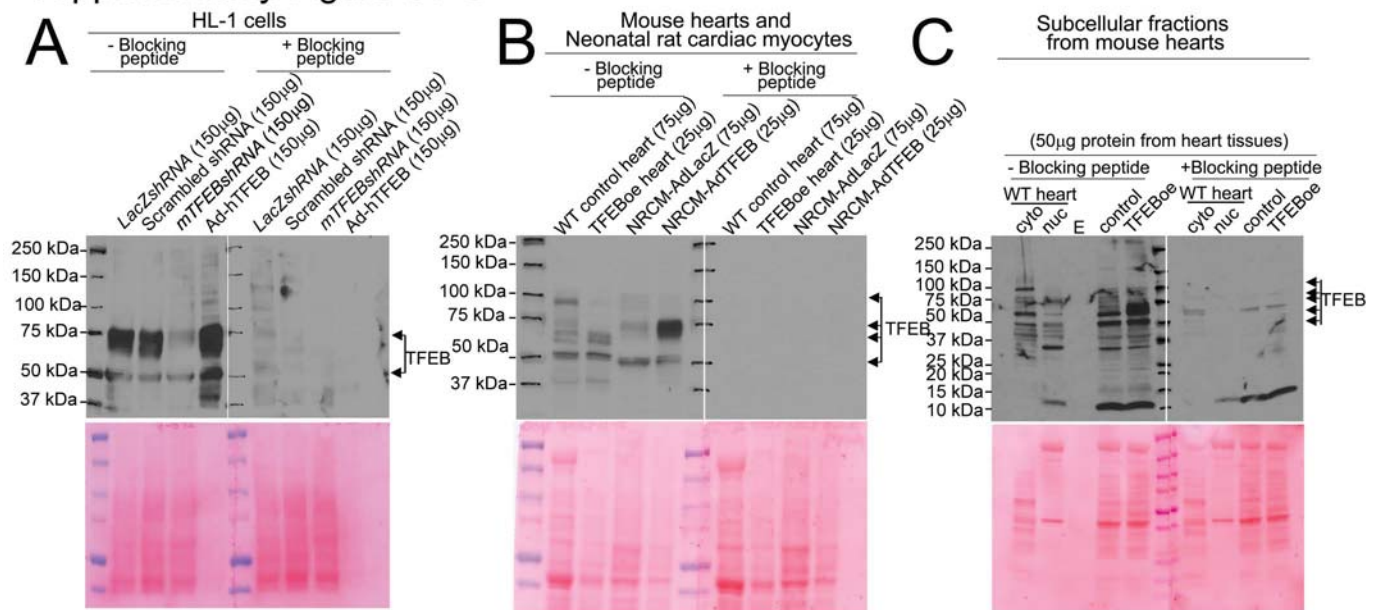 A
HL-1 cells
- Blocking
peptide
+ Blocking
peptide
LacZshRNA (150µg)
Scrambled shRNA (150µg)
mTFEBshRNA (150µg)
Ad-hTFEB (150µg)
LacZshRNA (150µg)
Scrambled shRNA (150µg)
mTFEBshRNA (150µg)
Ad-hTFEB (150µg)
250 kDa
150 kDa
100 kDa
75 kDa
50 kDa
37 kDa
TFEB
B
Mouse hearts and
Neonatal rat cardiac myocytes
- Blocking
peptide
+ Blocking
peptide
WT control heart (75µg)
TFEBoe heart (25µg)
NRCM-AdLacZ (75µg)
NRCM-AdTFEB (25µg)
WT control heart (75µg)
TFEBoe heart (25µg)
NRCM-AdLacZ (75µg)
NRCM-AdTFEB (25µg)
250 kDa
150 kDa
100 kDa
75 kDa
50 kDa
37 kDa
TFEB
C
Subcellular fractions
from mouse hearts
(50µg protein from heart tissues)
- Blocking peptide
+Blocking peptide
WT heart
cyto
nuc
E
control
TFEBoe
WT heart
cyto
nuc
control
TFEBoe
250 kDa
150 kDa
100 kDa
75 kDa
50 kDa
37 kDa
25 kDa
20 kDa
15 kDa
10 kDa
TFEB